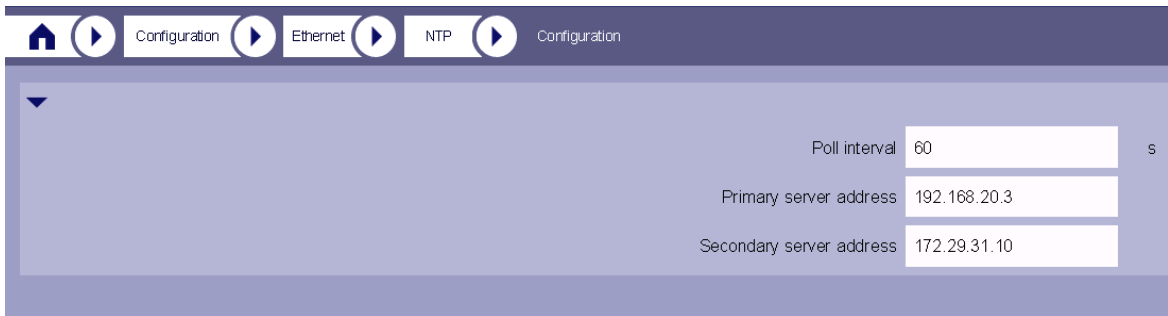 Configuration Ethernet NTP Configuration
Poll interval 60 s
Primary server address 192.168.20.3
Secondary server address 172.29.31.10